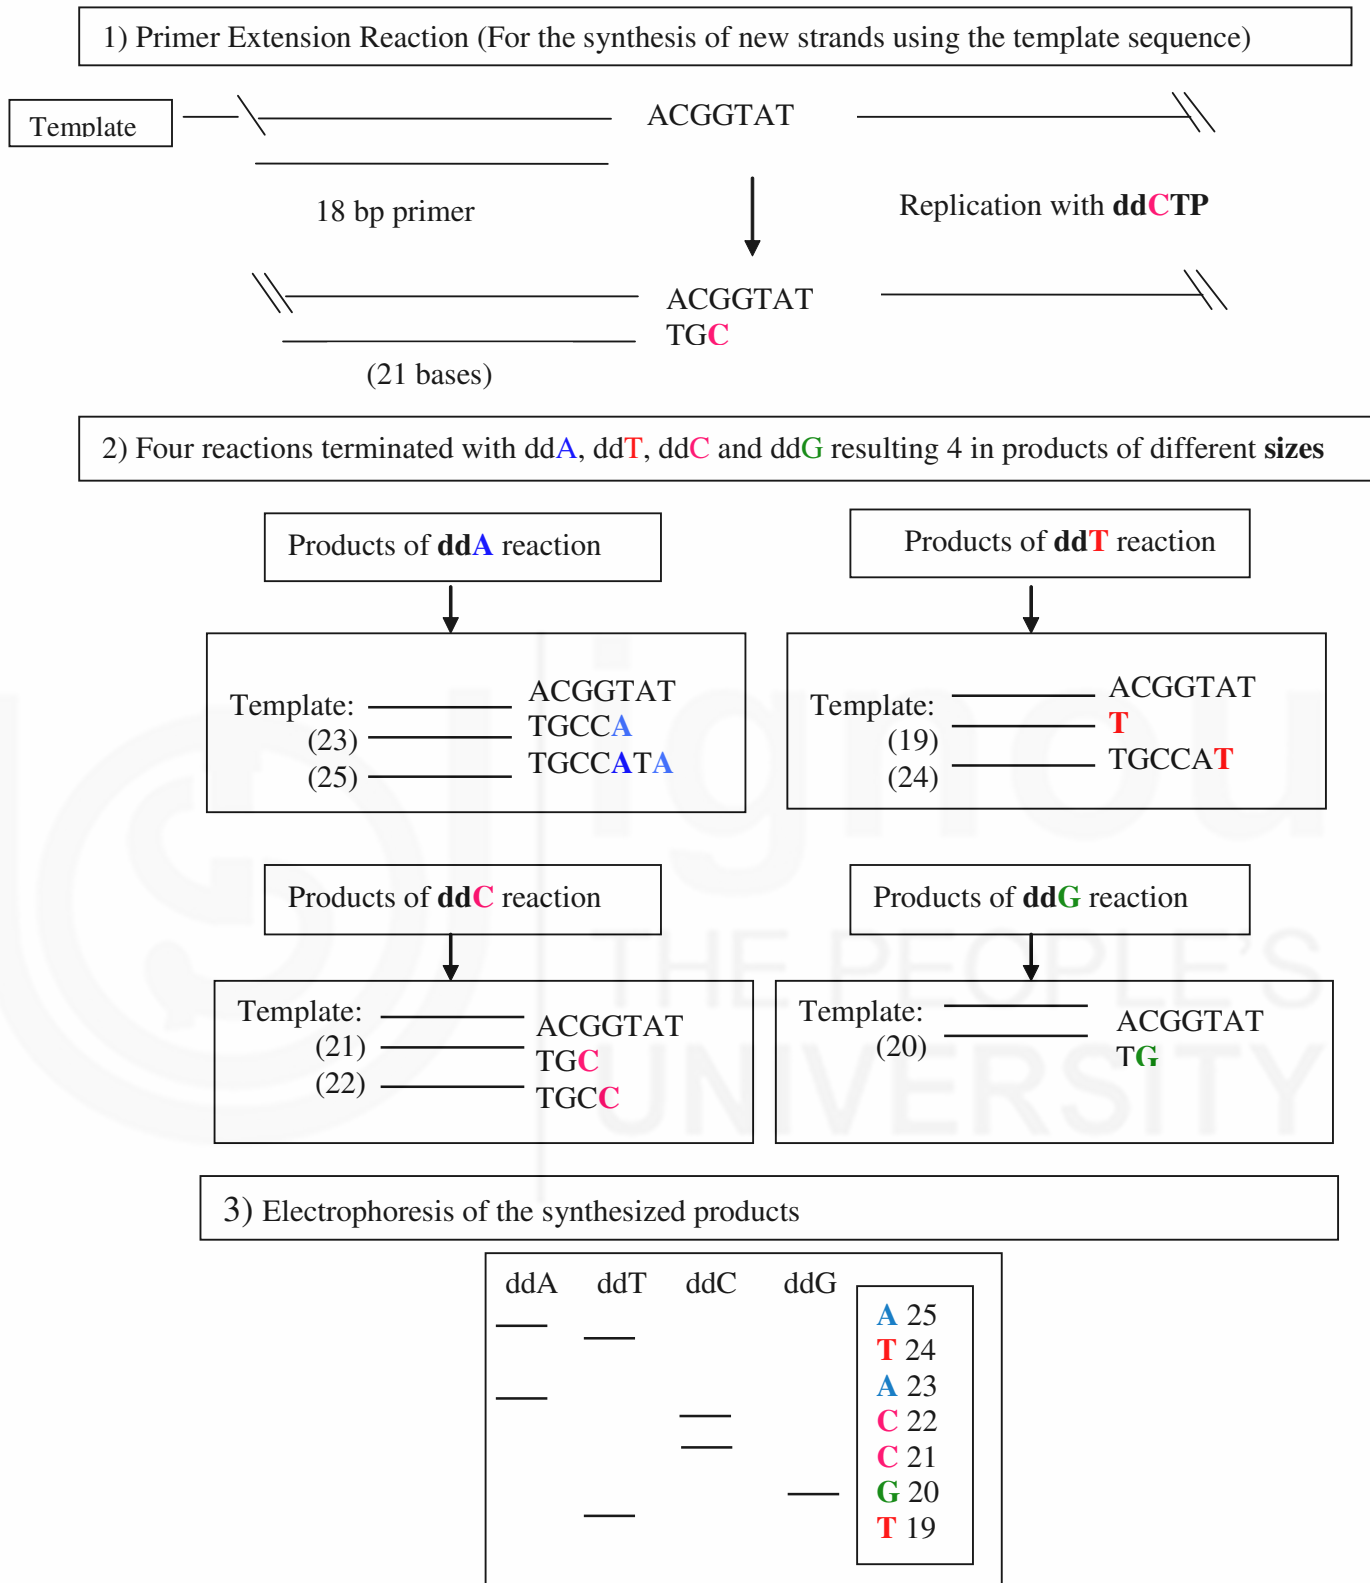 1) Primer Extension Reaction (For the synthesis of new strands using the template sequence)
Template
ACGGTAT
18 bp primer
Replication with ddCTP
ACGGTAT
TGC
(21 bases)
2) Four reactions terminated with ddA, ddT, ddC and ddG resulting 4 in products of different sizes
Products of ddA reaction
Products of ddT reaction
Template:
ACGGTAT
(23)
TGCCA
(25)
TGCCATA
Template:
ACGGTAT
(19)
T
(24)
TGCCAT
Products of ddC reaction
Products of ddG reaction
Template:
ACGGTAT
(21)
TGC
(22)
TGCC
Template:
ACGGTAT
(20)
TG
ignou
THE PEOPLE'S
UNIVERSITY
3) Electrophoresis of the synthesized products
ddA ddT ddC ddG
A 25
T 24
A 23
C 22
C 21
G 20
T 19